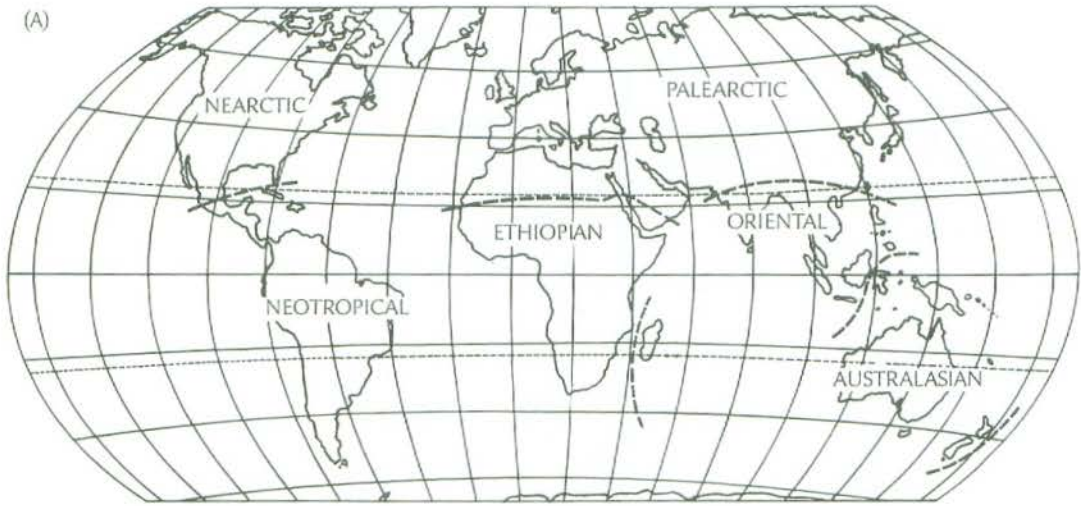 (A)
NEARCTIC
PALEARCTIC
ORIENTAL
ETHIOPIAN
NEOTROPICAL
AUSTRALASIAN